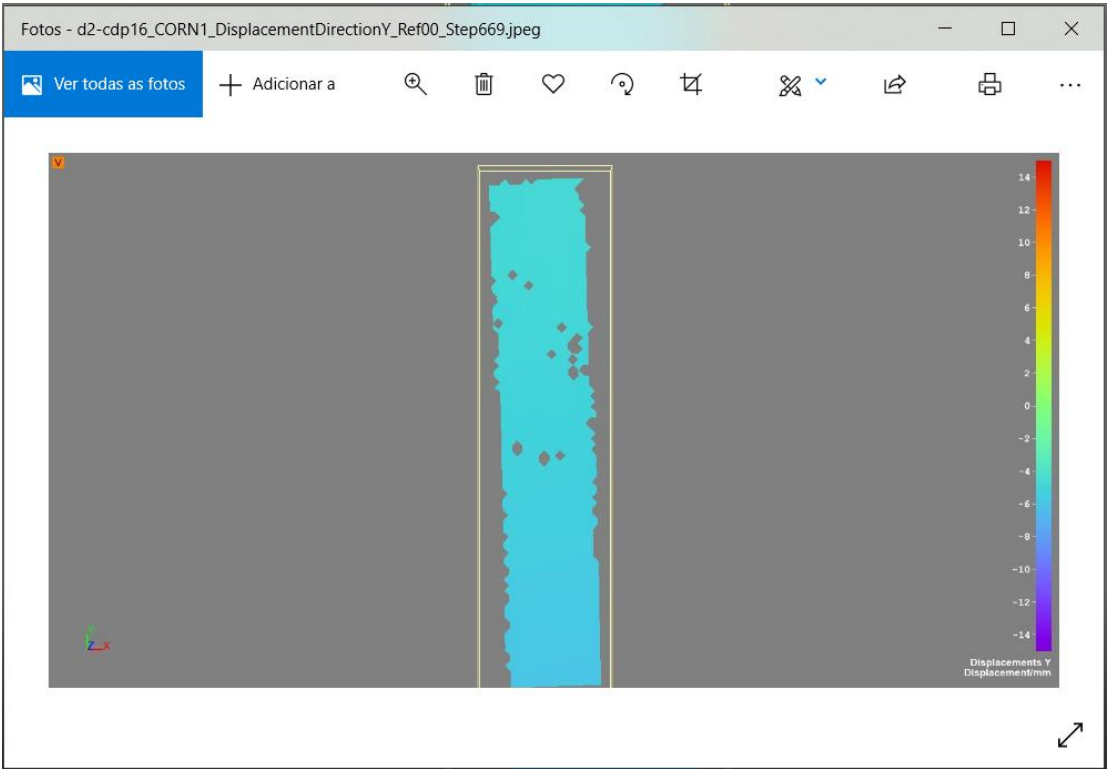 Fotos - d2-cdp16_CORN1_DisplacementDirectionY_Ref00_Step669.jpeg
Ver todas as fotos
Adicionar a
V
14
12
10
8
6
4
2
0
-2
-4
-6
-8
-10
-12
-14
Displacements Y
Displacement/mm
Y
Z X